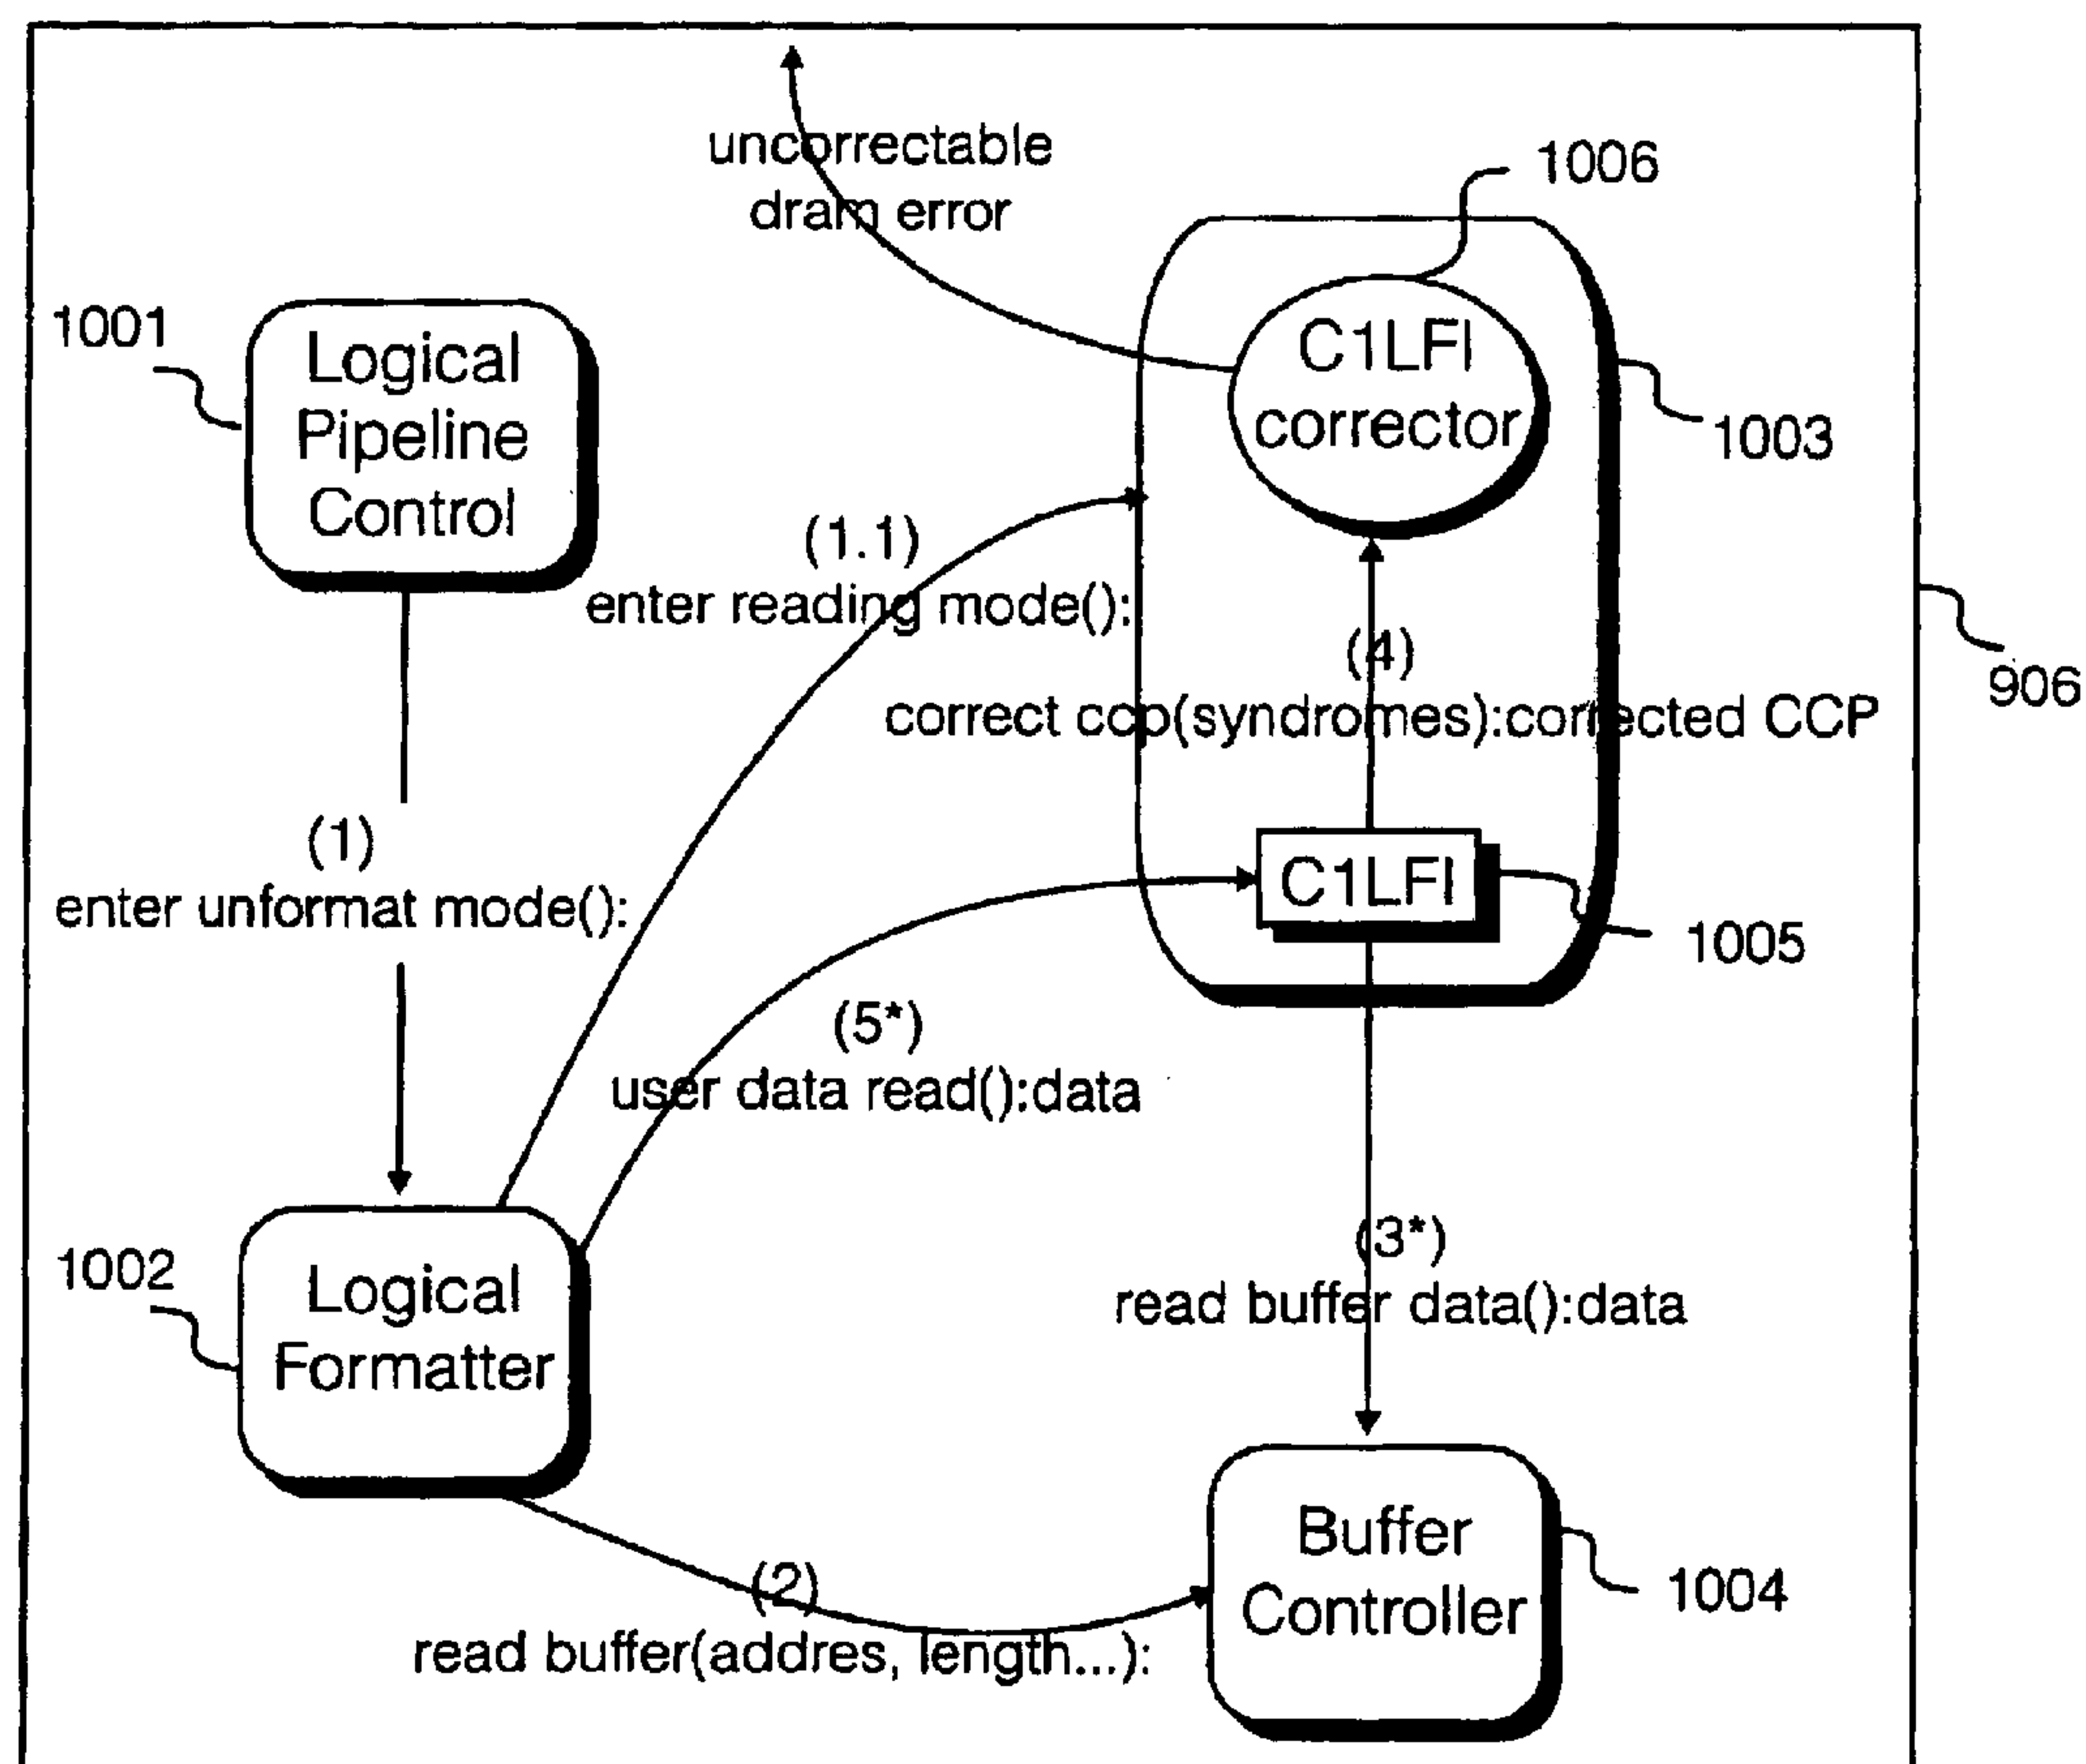 uncorrectable
dram error
1006
1001
Logical
Pipeline
Control
C1LFI
corrector
1003
(1.1)
enter reading mode():
(4)
906
correct ccp(syndromes):corrected CCP
(1)
enter unformat mode():
C1LFI
1005
(5*)
user data read():data
1002
Logical
Formatter
(3*)
read buffer data():data
Buffer
Controller
1004
(2)
read buffer(addres, length...):